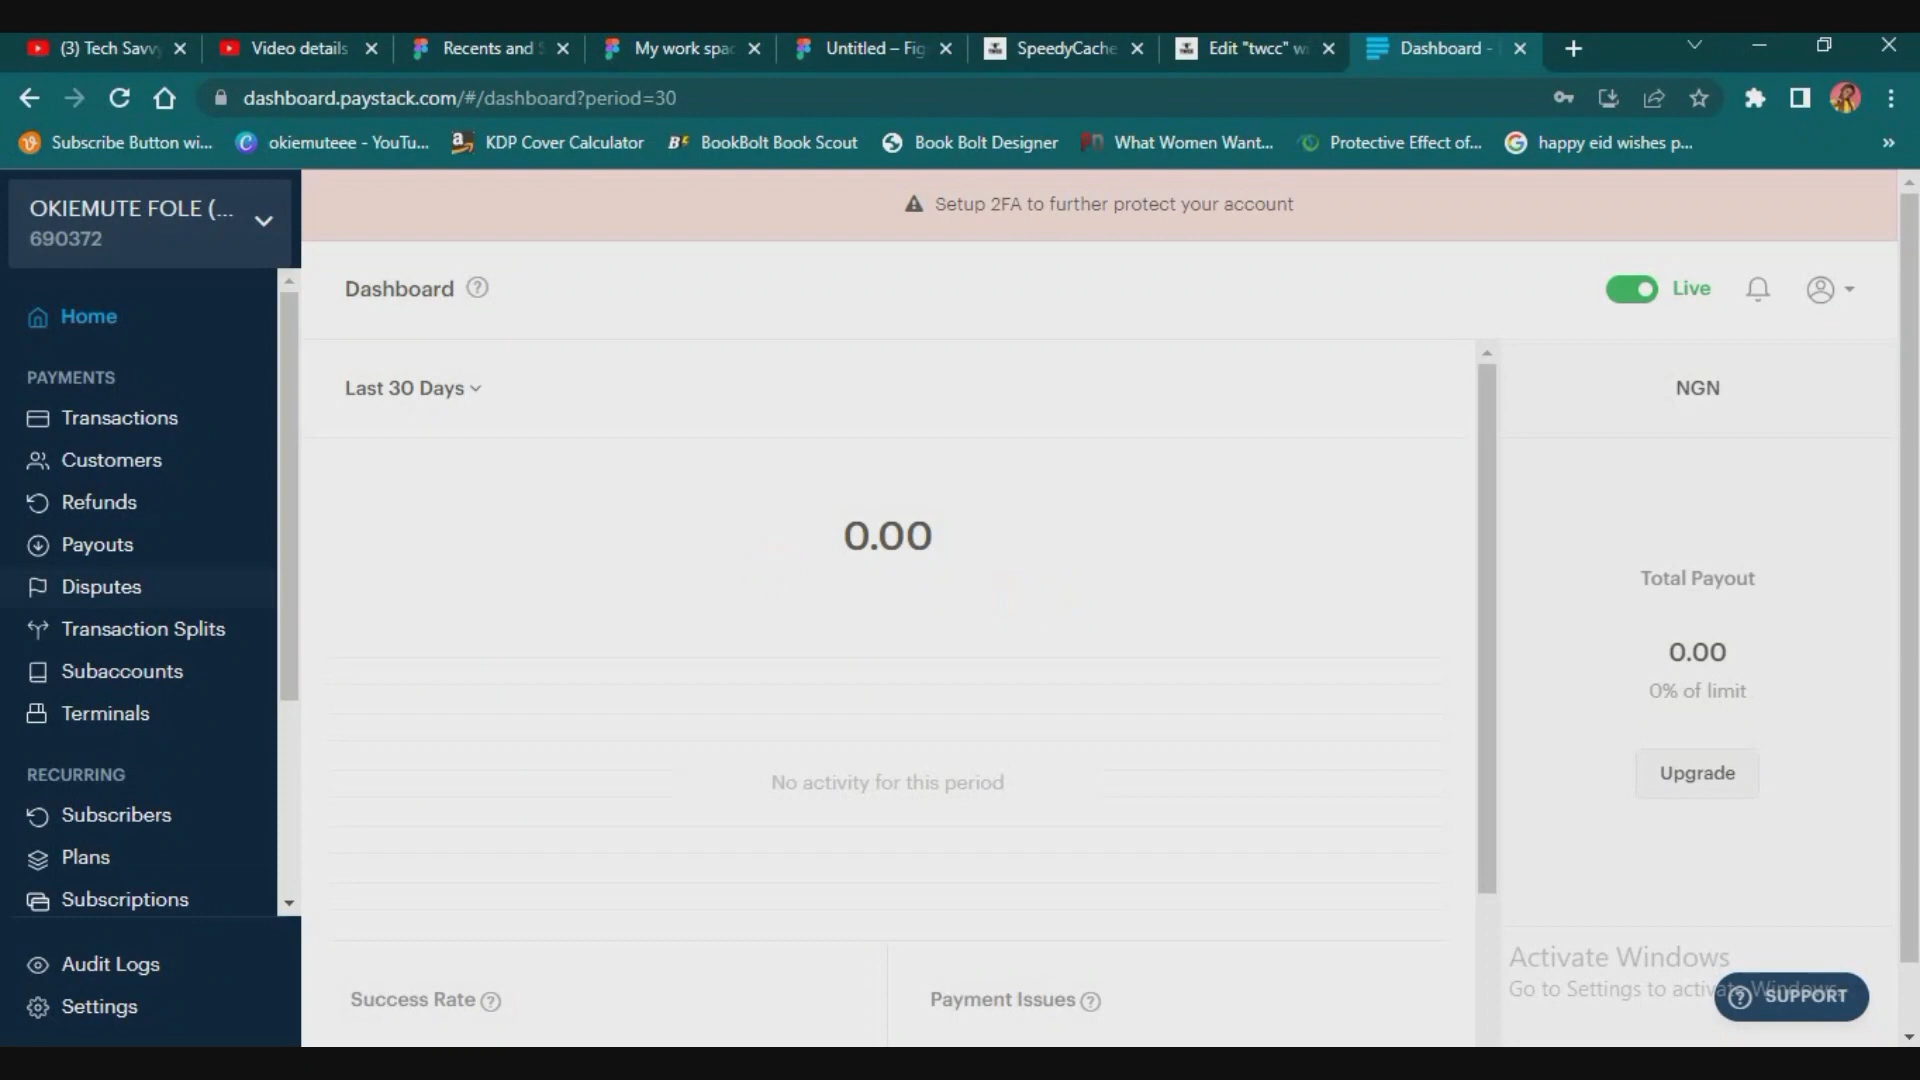 (3) Tech Savvy
Video details
Recents and S
My work spac
Untitled – Fig
SpeedyCache
Edit "twcc" wi
Dashboard -
dashboard.paystack.com/#/dashboard?period=30
Subscribe Button wi...
okiemuteee - YouTu...
KDP Cover Calculator
BookBolt Book Scout
Book Bolt Designer
What Women Want...
Protective Effect of...
happy eid wishes p...
OKIEMUTE FOLE (...
690372
Setup 2FA to further protect your account
Dashboard
Live
Home
Last 30 Days
NGN
PAYMENTS
Transactions
Customers
Refunds
Payouts
Disputes
Transaction Splits
Subaccounts
Terminals
0.00
No activity for this period
Total Payout
0.00
0% of limit
Upgrade
RECURRING
Subscribers
Plans
Subscriptions
Audit Logs
Settings
Success Rate
Payment Issues
Activate Windows
Go to Settings to activate Windows.
SUPPORT